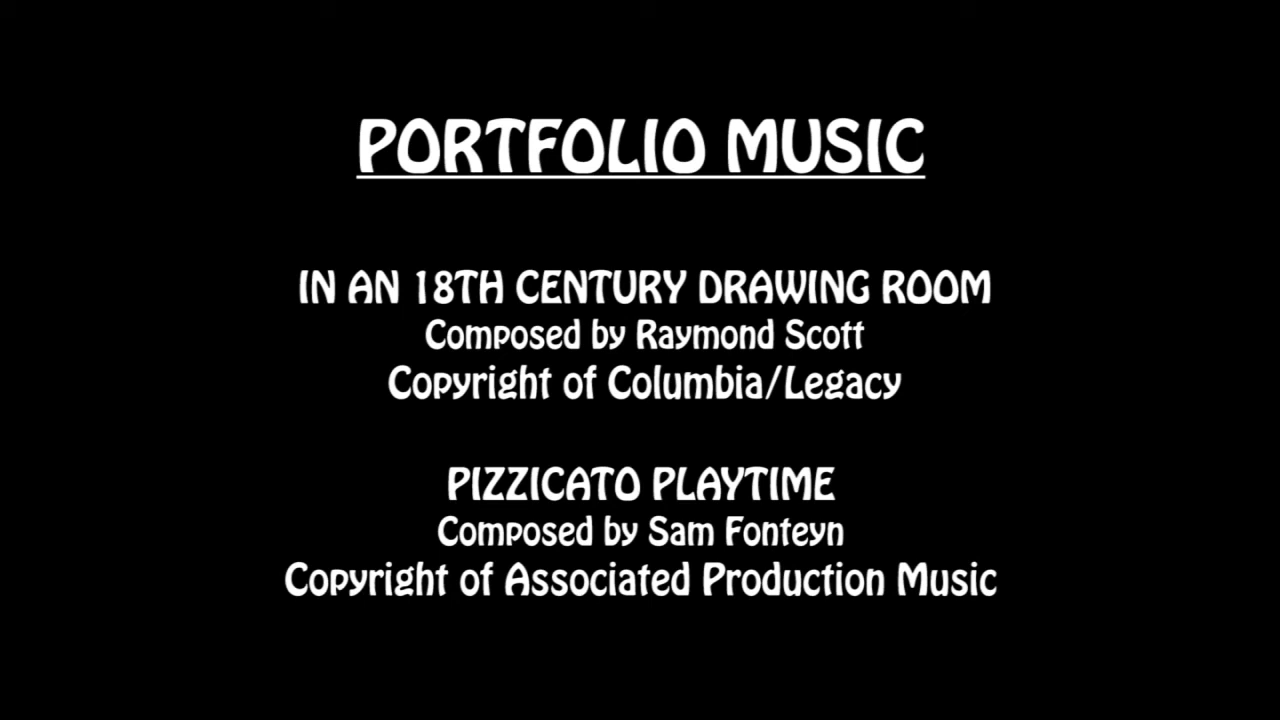 PORTFOLIO MUSIC
IN AN 18TH CENTURY DRAWING ROOM
Composed by Raymond Scott
Copyright of Columbia/Legacy
PIZZICATO PLAYTIME
Composed by Sam Fonteyn
Copyright of Associated Production Music